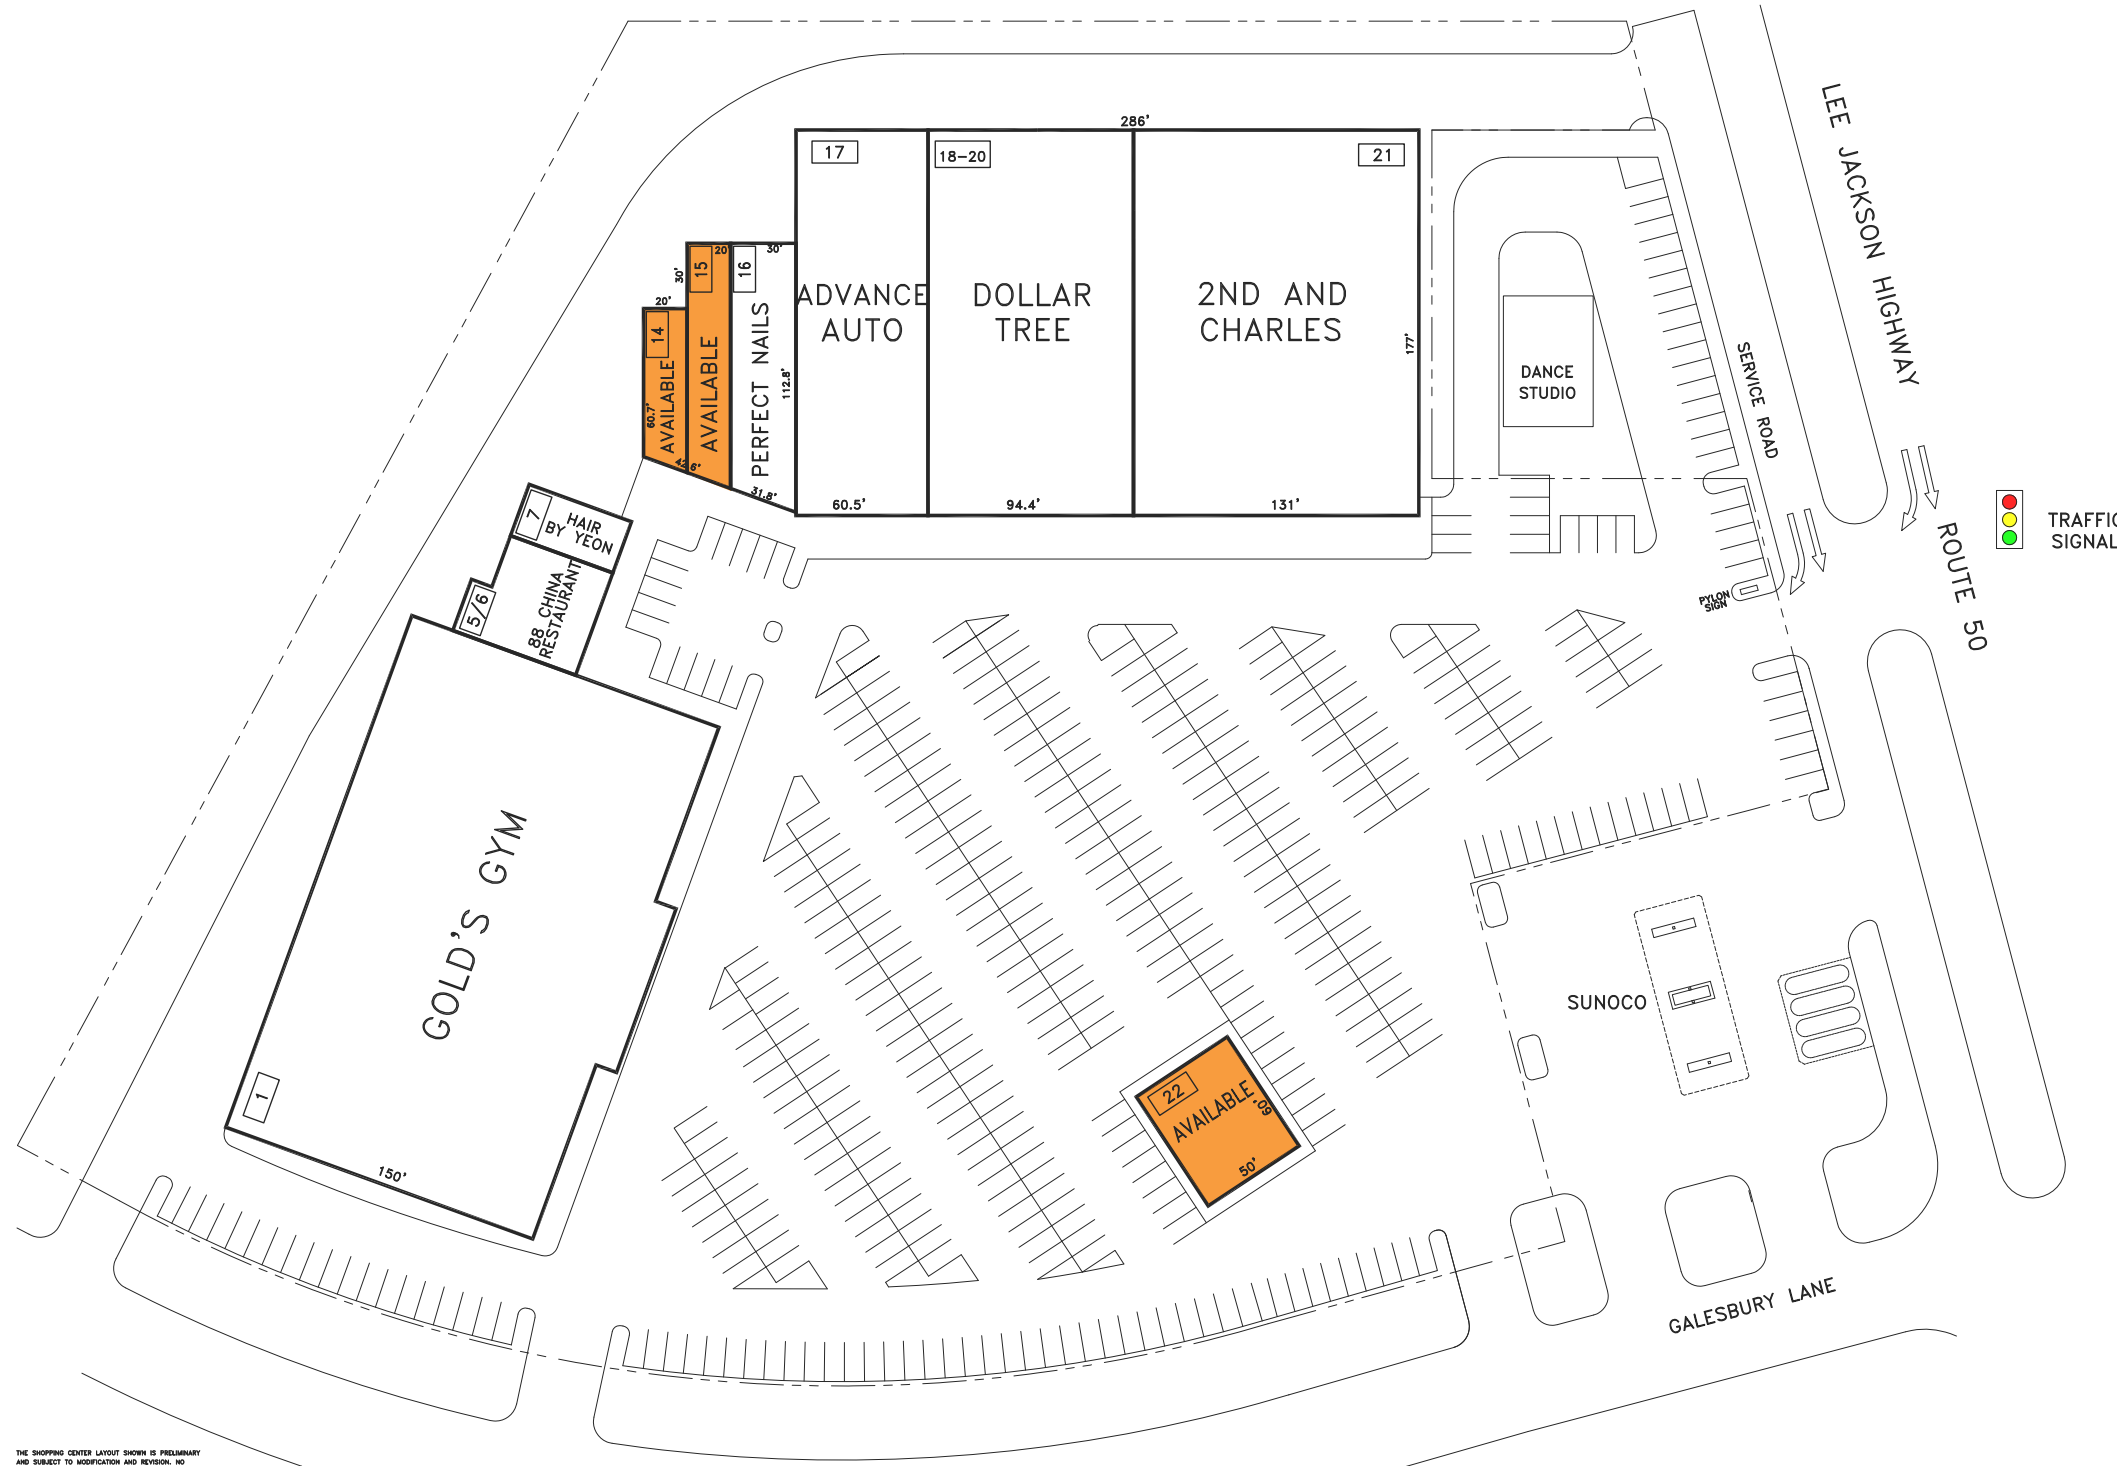 286'
17
18-20
21
LEE JACKSON HIGHWAY
20'
30'
30'
20'
15
16
14
ADVANCE
AUTO
DOLLAR
TREE
2ND AND
CHARLES
177'
AVAILABLE
AVAILABLE
PERFECT NAILS
112.8'
60.7'
42.6'
31.8'
60.5'
94.4'
131'
DANCE
STUDIO
SERVICE ROAD
TRAFFIC
SIGNAL
ROUTE 50
PYLON
SIGN
7
HAIR
BY YEON
5/6
88 CHINA
RESTAURANT
GOLD'S GYM
1
150'
22
AVAILABLE
60'
50'
SUNOCO
GALESBURY LANE
THE SHOPPING CENTER LAYOUT SHOWN IS PRELIMINARY
AND SUBJECT TO MODIFICATION AND REVISION. NO